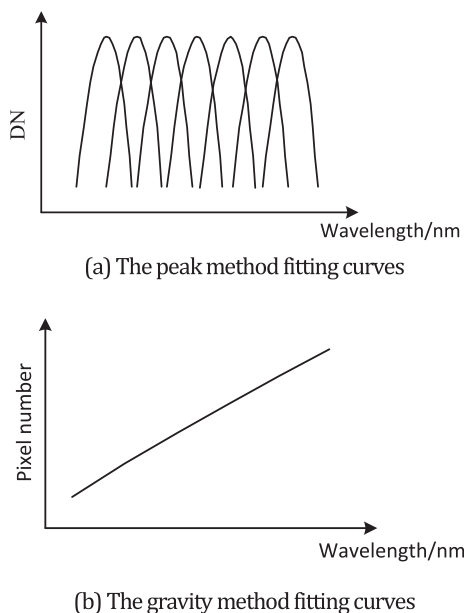 DN
Wavelength/nm
(a) The peak method fitting curves
Pixel number
Wavelength/nm
(b) The gravity method fitting curves